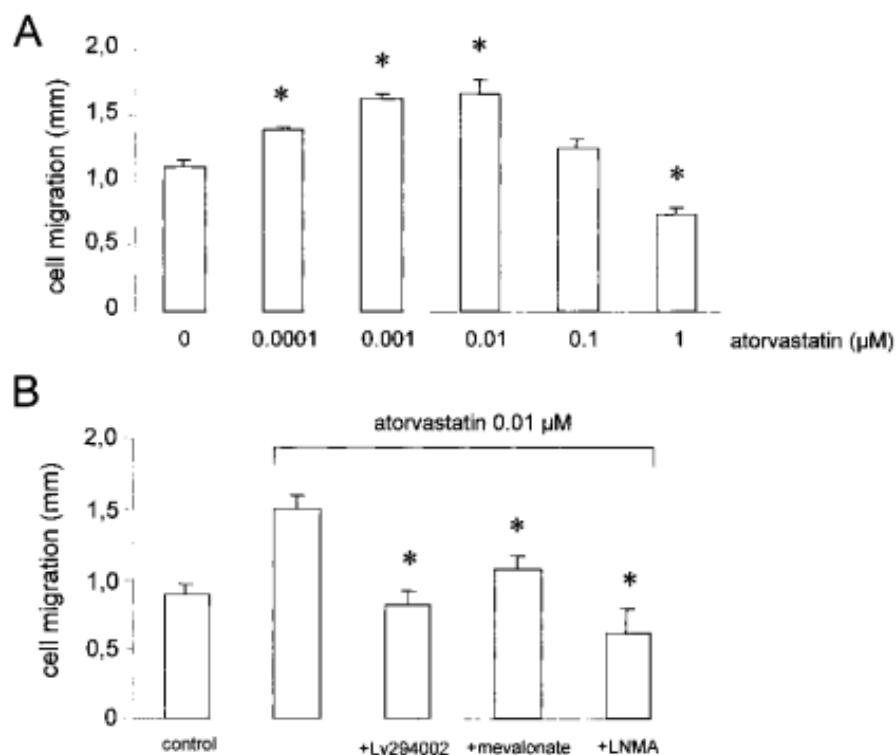 A
2,0
1,5
1,0
0,5
0
cell migration (mm)
* * * *
0 0.0001 0.001 0.01 0.1 1 atorvastatin (µM)
B
atorvastatin 0.01 µM
2,0
1,5
1,0
0,5
0
cell migration (mm)
* * *
control +Ly294002 +mevalonate +LNMA